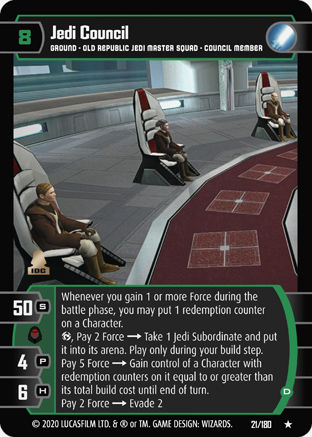 8
Jedi Council
GROUND - OLD REPUBLIC JEDI MASTER SQUAD - COUNCIL MEMBER
IDC
50 S
4 P
6 H
Whenever you gain 1 or more Force during the
battle phase, you may put 1 redemption counter
on a Character.
, Pay 2 Force → Take 1 Jedi Subordinate and put
it into its arena. Play only during your build step.
Pay 5 Force → Gain control of a Character with
redemption counters on it equal to or greater than
its total build cost until end of turn.
Pay 2 Force → Evade 2
D
© 2020 LUCASFILM LTD. & ® or TM. GAME DESIGN: WIZARDS.
21/180 ★